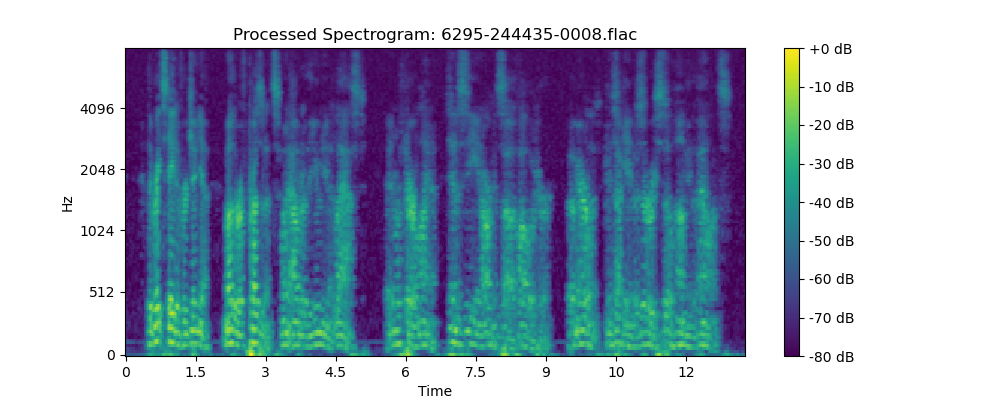 Processed Spectrogram: 6295-244435-0008.flac
+0 dB
4096
-10 dB
-20 dB
2048
-30 dB
Hz
1024
-40 dB
-50 dB
512
-60 dB
-70 dB
0
-80 dB
0 1.5 3 4.5 6 7.5 9 10 12
Time